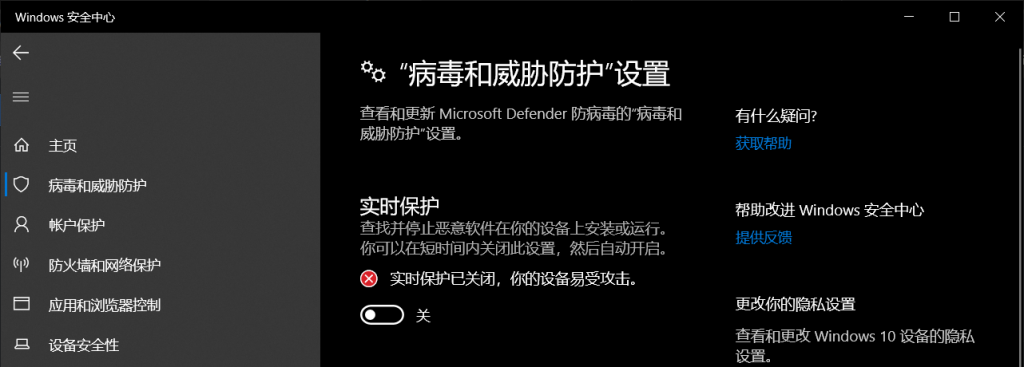 Windows 安全中心
主页
病毒和威胁防护
帐户保护
防火墙和网络保护
应用和浏览器控制
设备安全性
“病毒和威胁防护”设置
查看和更新 Microsoft Defender 防病毒的“病毒和
威胁防护”设置。
实时保护
查找并停止恶意软件在你的设备上安装或运行。
你可以在短时间内关闭此设置，然后自动开启。
实时保护已关闭，你的设备易受攻击。
关
有什么疑问?
获取帮助
帮助改进 Windows 安全中心
提供反馈
更改你的隐私设置
查看和更改 Windows 10 设备的隐私
设置。